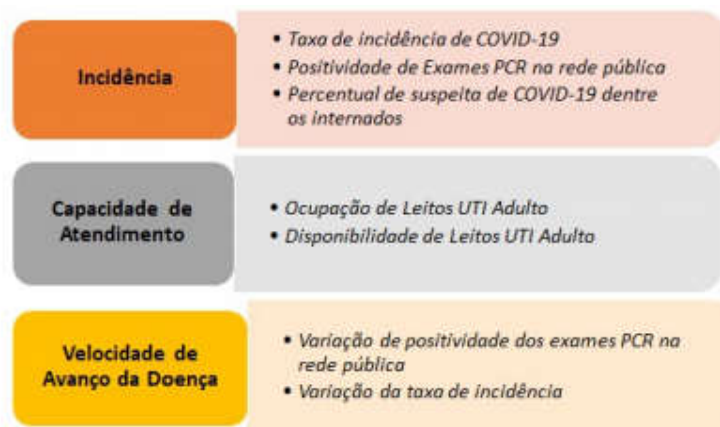 Incidência
• Taxa de incidência de COVID-19
• Positividade de Exames PCR na rede pública
• Percentual de suspeita de COVID-19 dentre
os internados
Capacidade de
Atendimento
• Ocupação de Leitos UTI Adulto
• Disponibilidade de Leitos UTI Adulto
Velocidade de
Avanço da Doença
• Variação de positividade dos exames PCR na
rede pública
• Variação da taxa de incidência